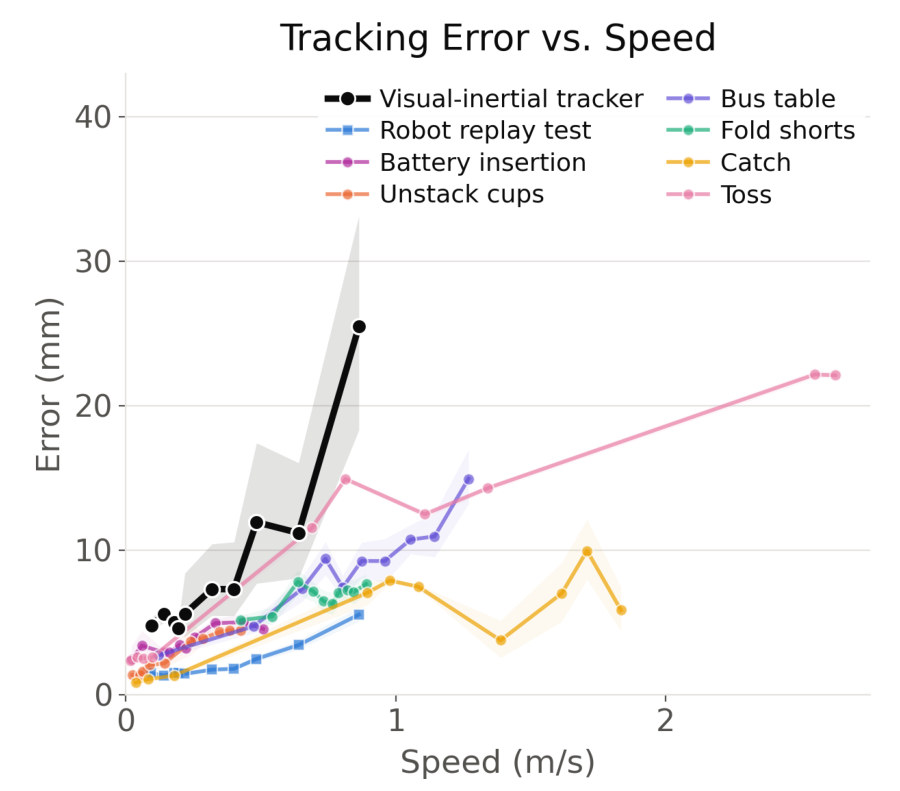 Tracking Error vs. Speed
Visual-inertial tracker
Robot replay test
Battery insertion
Unstack cups
Bus table
Fold shorts
Catch
Toss
Error (mm)
40
30
20
10
0
0 1 2
Speed (m/s)